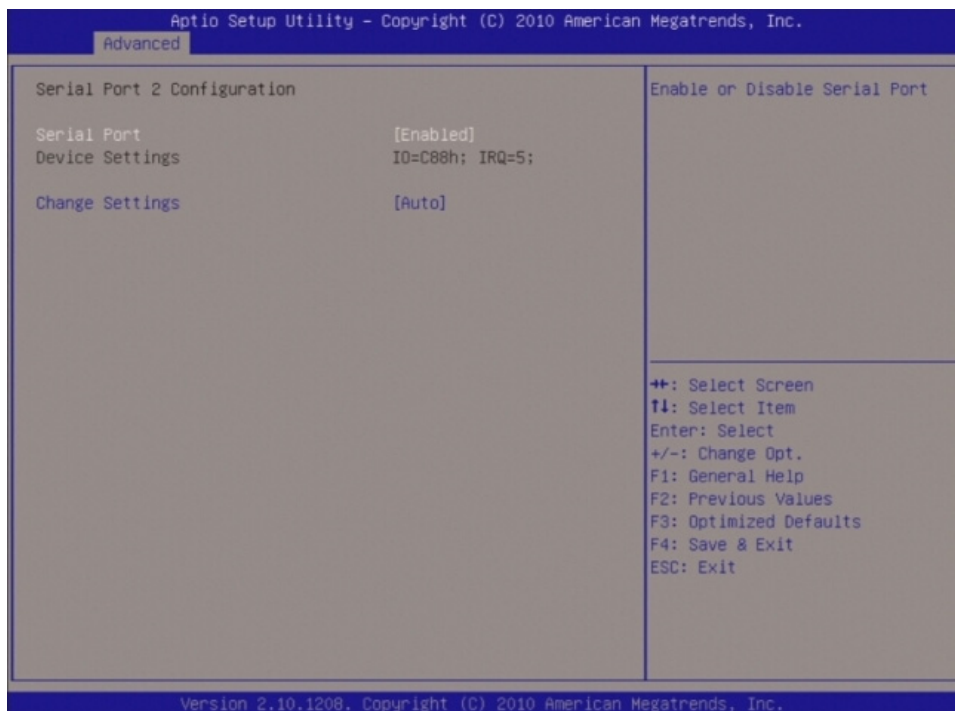 Aptio Setup Utility – Copyright (C) 2010 American Megatrends, Inc.
Advanced
Serial Port 2 Configuration
Serial Port [Enabled]
Device Settings IO=C88h; IRQ=5;
Change Settings [Auto]
Enable or Disable Serial Port
→←: Select Screen
↑↓: Select Item
Enter: Select
+/-: Change Opt.
F1: General Help
F2: Previous Values
F3: Optimized Defaults
F4: Save & Exit
ESC: Exit
Version 2.10.1208. Copyright (C) 2010 American Megatrends, Inc.